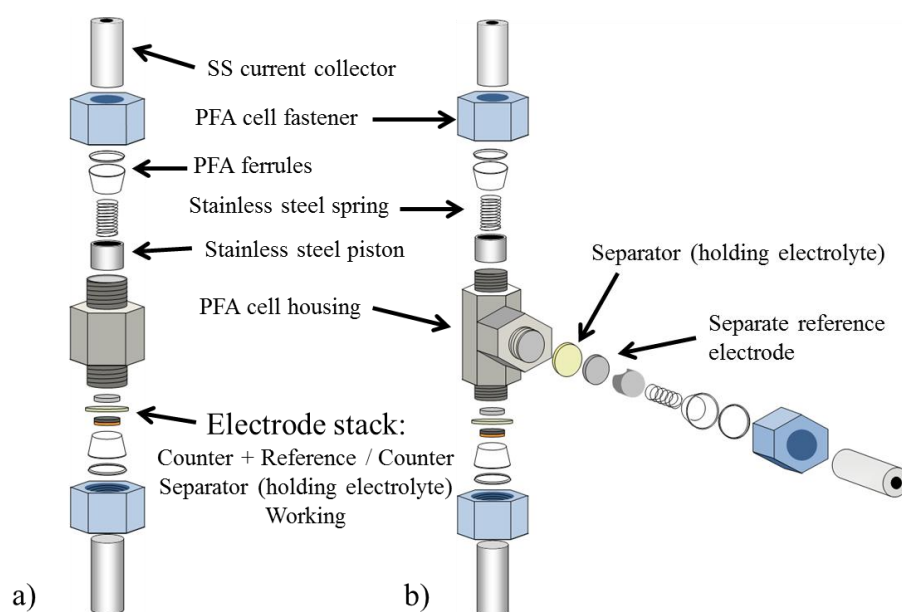 SS current collector
PFA cell fastener
PFA ferrules
Stainless steel spring
Stainless steel piston
Separator (holding electrolyte)
PFA cell housing
Separate reference
electrode
Electrode stack:
Counter + Reference / Counter
Separator (holding electrolyte)
Working
a)
b)